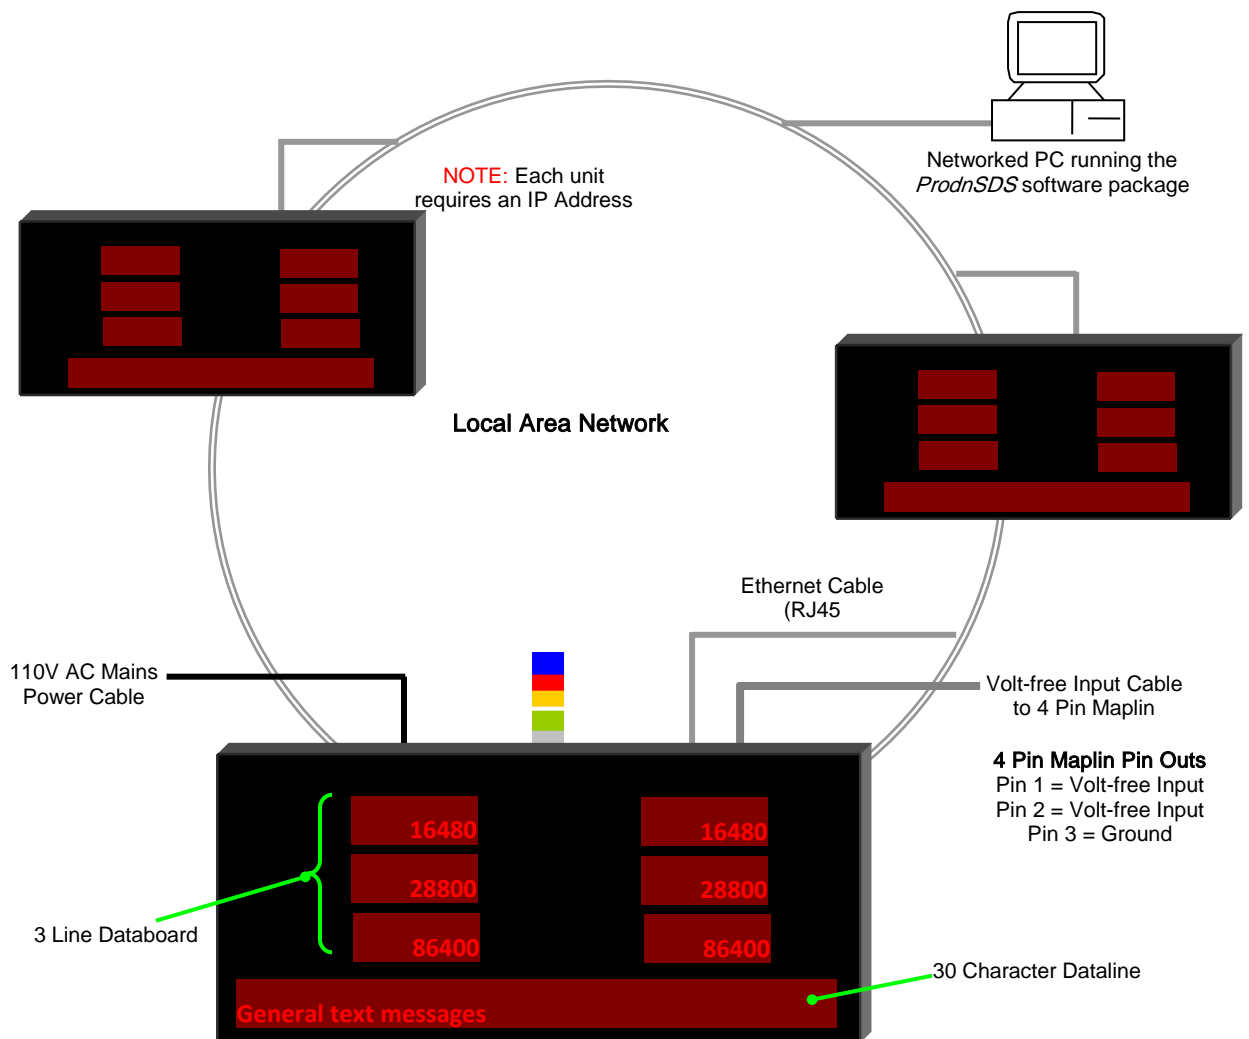 Networked PC running the
ProdnSDS software package
NOTE: Each unit
requires an IP Address
Local Area Network
Ethernet Cable
(RJ45
110V AC Mains
Power Cable
Volt-free Input Cable
to 4 Pin Maplin
4 Pin Maplin Pin Outs
Pin 1 = Volt-free Input
Pin 2 = Volt-free Input
Pin 3 = Ground
16480 16480
28800 28800
86400 86400
3 Line Databoard
30 Character Dataline
General text messages